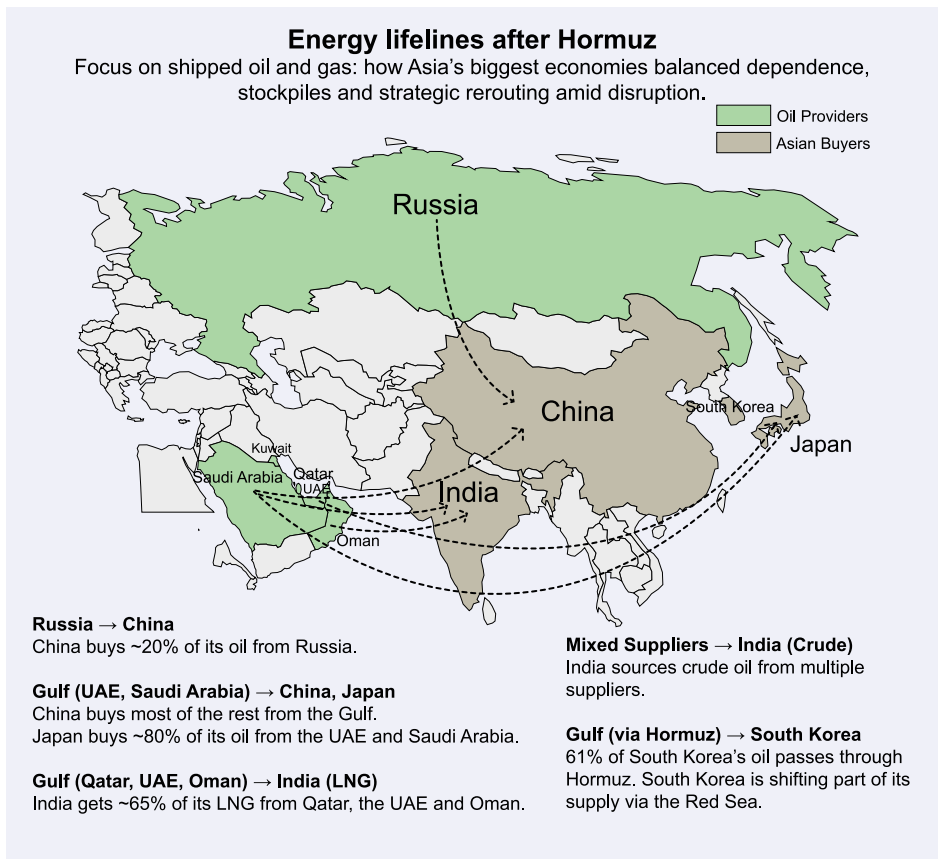 Energy lifelines after Hormuz
Focus on shipped oil and gas: how Asia's biggest economies balanced dependence,
stockpiles and strategic rerouting amid disruption.
Oil Providers
Asian Buyers
Russia
China
South Korea
Japan
Kuwait
Saudi Arabia
Qatar
UAE
India
Oman
Russia → China
China buys ~20% of its oil from Russia.
Gulf (UAE, Saudi Arabia) → China, Japan
China buys most of the rest from the Gulf.
Japan buys ~80% of its oil from the UAE and Saudi Arabia.
Gulf (Qatar, UAE, Oman) → India (LNG)
India gets ~65% of its LNG from Qatar, the UAE and Oman.
Mixed Suppliers → India (Crude)
India sources crude oil from multiple
suppliers.
Gulf (via Hormuz) → South Korea
61% of South Korea's oil passes through
Hormuz. South Korea is shifting part of its
supply via the Red Sea.